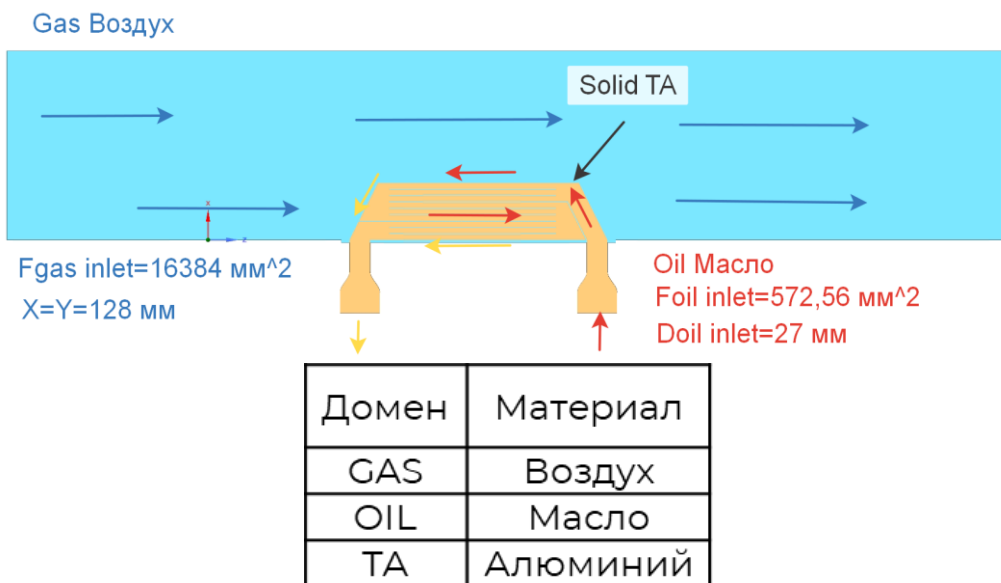 Gas Воздух
Solid TA
x
z
Fgas inlet=16384 мм^2
X=Y=128 мм
Oil Масло
Foil inlet=572,56 мм^2
Doil inlet=27 мм
Домен Материал
GAS Воздух
OIL Масло
TA Алюминий